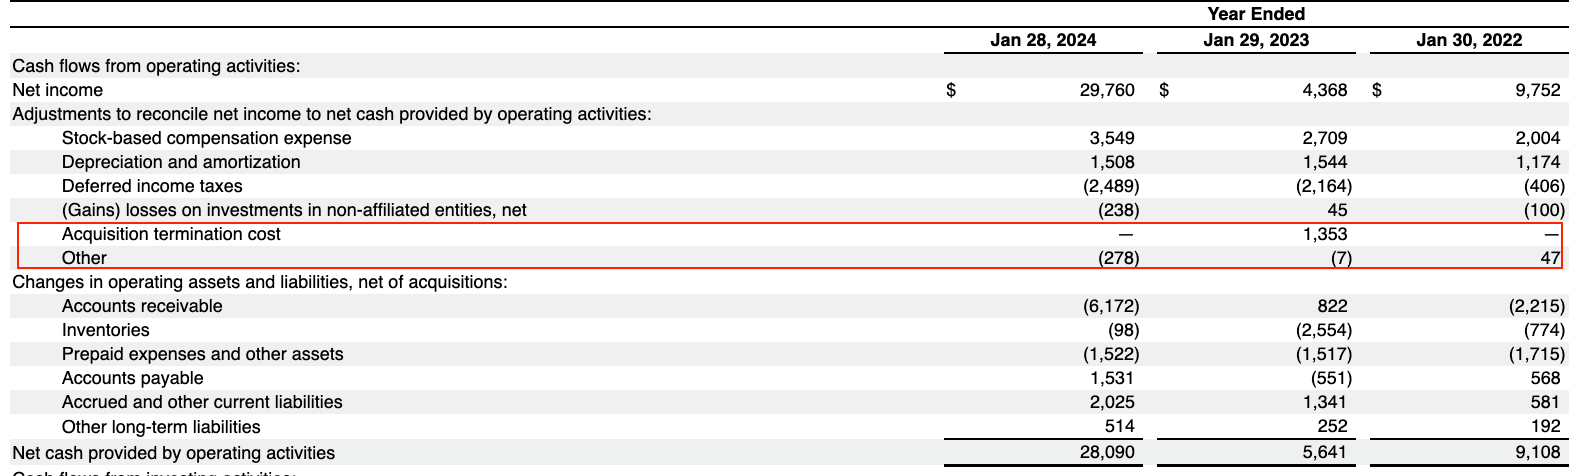 Year Ended
Jan 28, 2024 Jan 29, 2023 Jan 30, 2022
Cash flows from operating activities:
Net income $ 29,760 $ 4,368 $ 9,752
Adjustments to reconcile net income to net cash provided by operating activities:
Stock-based compensation expense 3,549 2,709 2,004
Depreciation and amortization 1,508 1,544 1,174
Deferred income taxes (2,489) (2,164) (406)
(Gains) losses on investments in non-affiliated entities, net (238) 45 (100)
Acquisition termination cost — 1,353 —
Other (278) (7) 47
Changes in operating assets and liabilities, net of acquisitions:
Accounts receivable (6,172) 822 (2,215)
Inventories (98) (2,554) (774)
Prepaid expenses and other assets (1,522) (1,517) (1,715)
Accounts payable 1,531 (551) 568
Accrued and other current liabilities 2,025 1,341 581
Other long-term liabilities 514 252 192
Net cash provided by operating activities 28,090 5,641 9,108
Cash flows from investing activities: